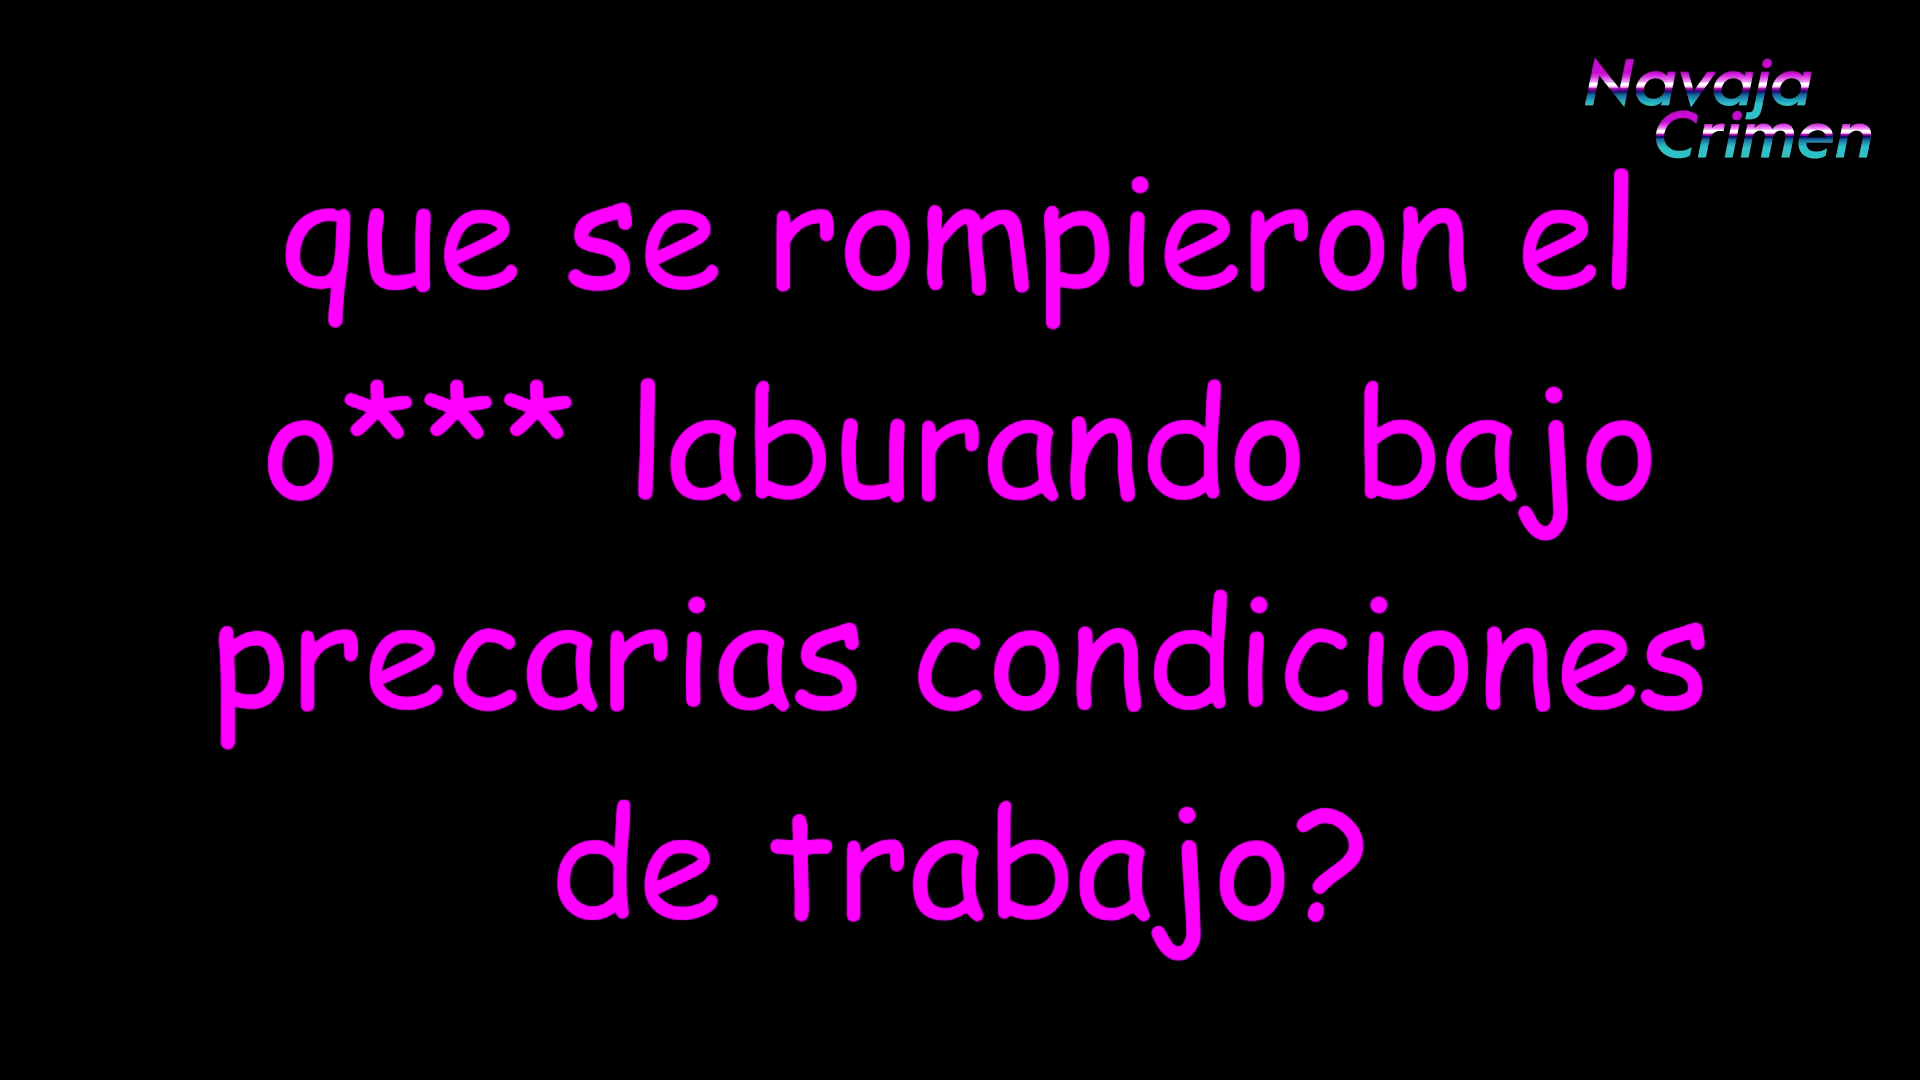 Navaja
Crimen
que se rompieron el
o*** laburando bajo
precarias condiciones
de trabajo?